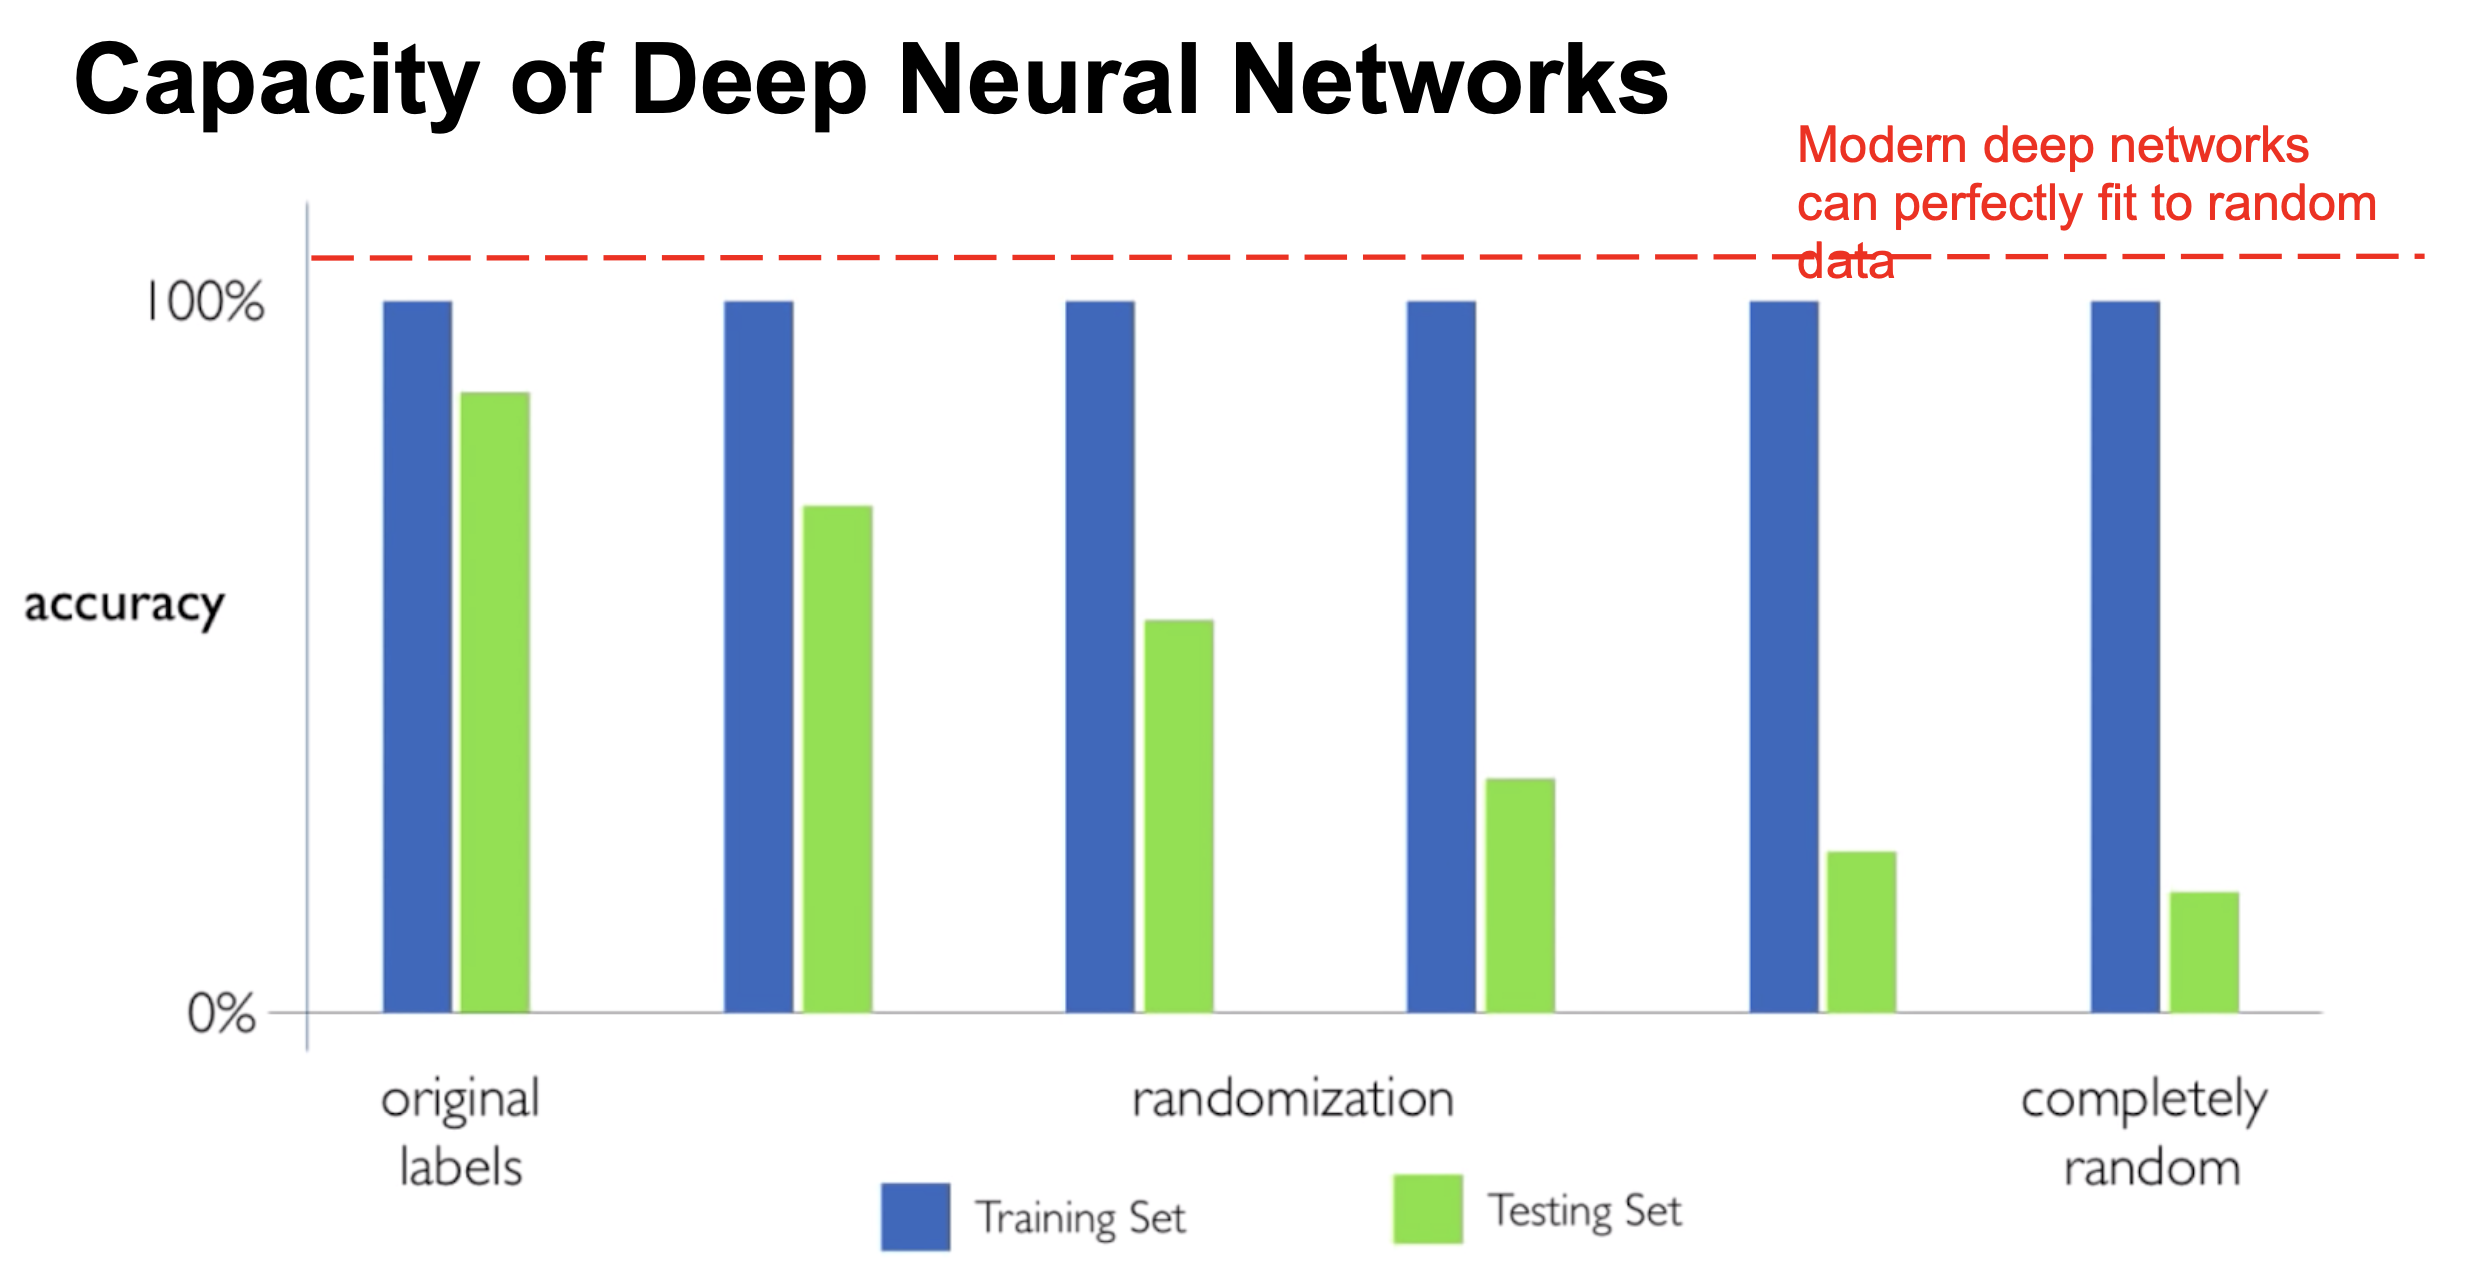 Capacity of Deep Neural Networks
Modern deep networks
can perfectly fit to random
data
100%
accuracy
0%
original
labels
randomization
completely
random
Training Set
Testing Set